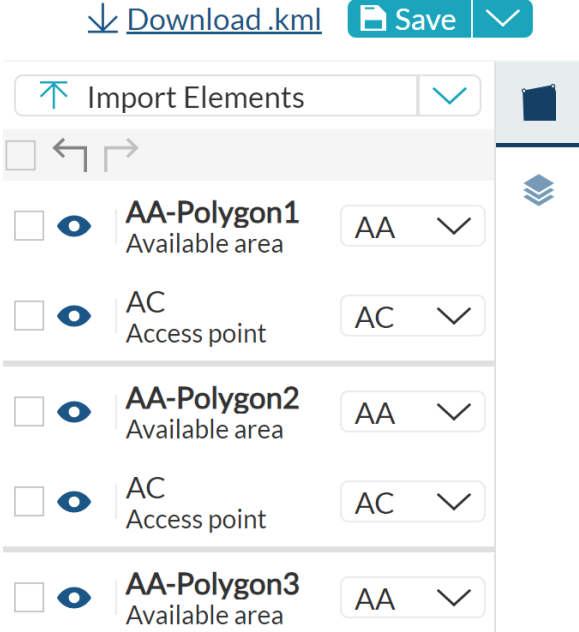 Download .kml Save
Import Elements
AA-Polygon1
Available area
AA
AC
Access point
AC
AA-Polygon2
Available area
AA
AC
Access point
AC
AA-Polygon3
Available area
AA